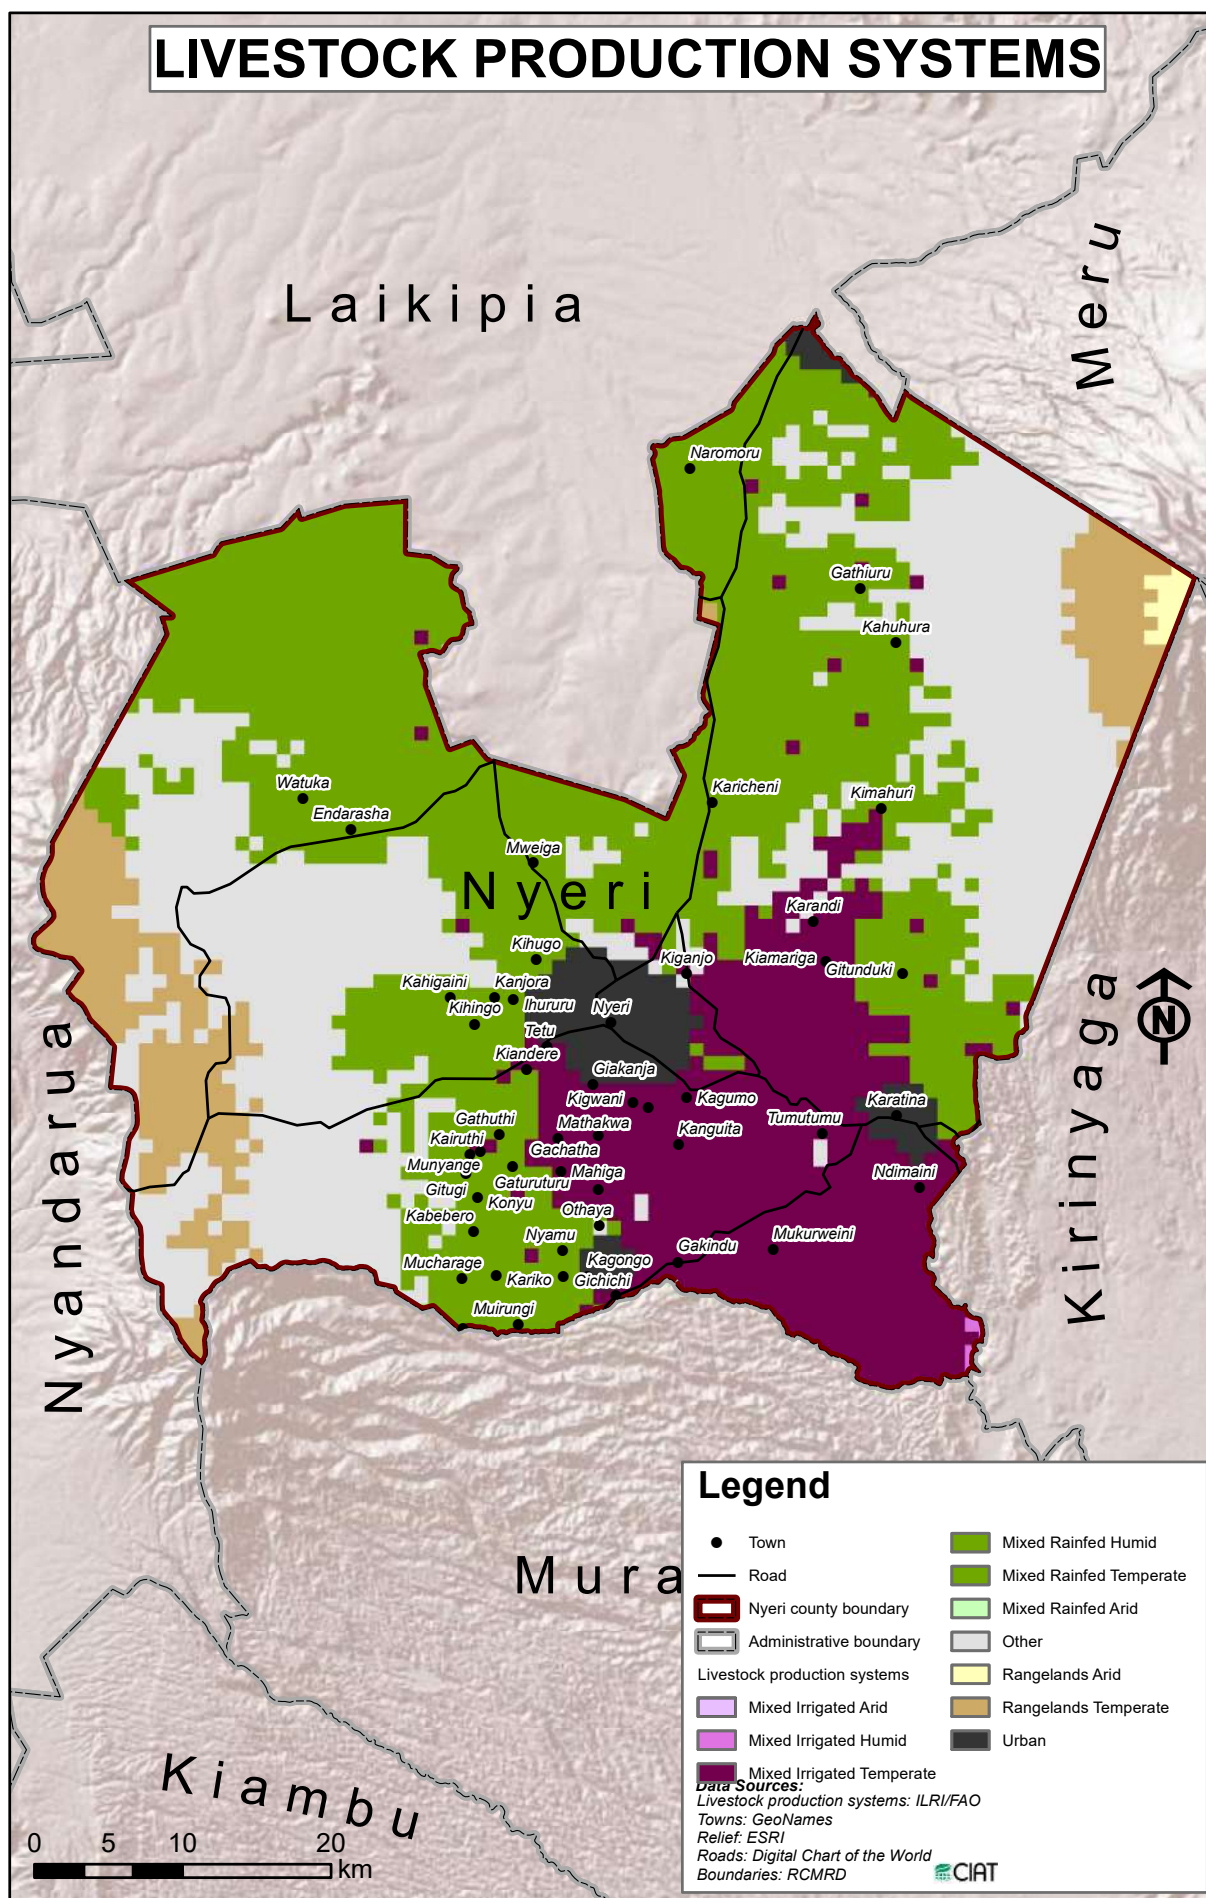 LIVESTOCK PRODUCTION SYSTEMS
Laikipia
Meru
Naromoru
Gathiuru
Kahuhura
Watuka
Endarasha
Karicheni
Kimahuri
Mweiga
Nyeri
Karandi
Kihugo
Kiganjo
Kiamariga
Gitunduki
Kahigaini
Kanjora
Ihururu
Kihingo
Nyeri
Tetu
Kiandere
Giakanja
Kigwani
Kagumo
Karatina
Gathuthi
Mathakwa
Tumutumu
Kairuthi
Gachatha
Kanguita
Munyange
Mahiga
Ndimaini
Gitugi
Gaturuturu
Konyu
Kabebero
Othaya
Nyamu
Mukurweini
Gakindu
Mucharage
Kagongo
Kariko
Gichichi
Muirungi
Nyandarua
Kirinyaga
N
Mura
Kiambu
0 5 10 20
km
Legend
Town
Road
Nyeri county boundary
Administrative boundary
Livestock production systems
Mixed Irrigated Arid
Mixed Irrigated Humid
Mixed Irrigated Temperate
Mixed Rainfed Humid
Mixed Rainfed Temperate
Mixed Rainfed Arid
Other
Rangelands Arid
Rangelands Temperate
Urban
Data Sources:
Livestock production systems: ILRI/FAO
Towns: GeoNames
Relief: ESRI
Roads: Digital Chart of the World
Boundaries: RCMRD
CIAT